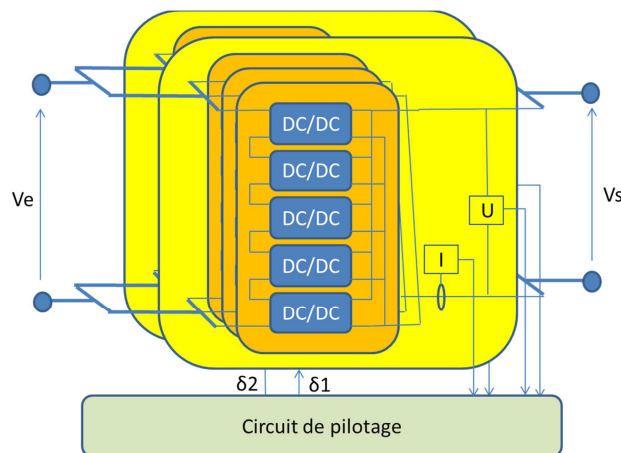 DC/DC
DC/DC
DC/DC
DC/DC
DC/DC
Ve
Vs
U
I
δ2
δ1
Circuit de pilotage